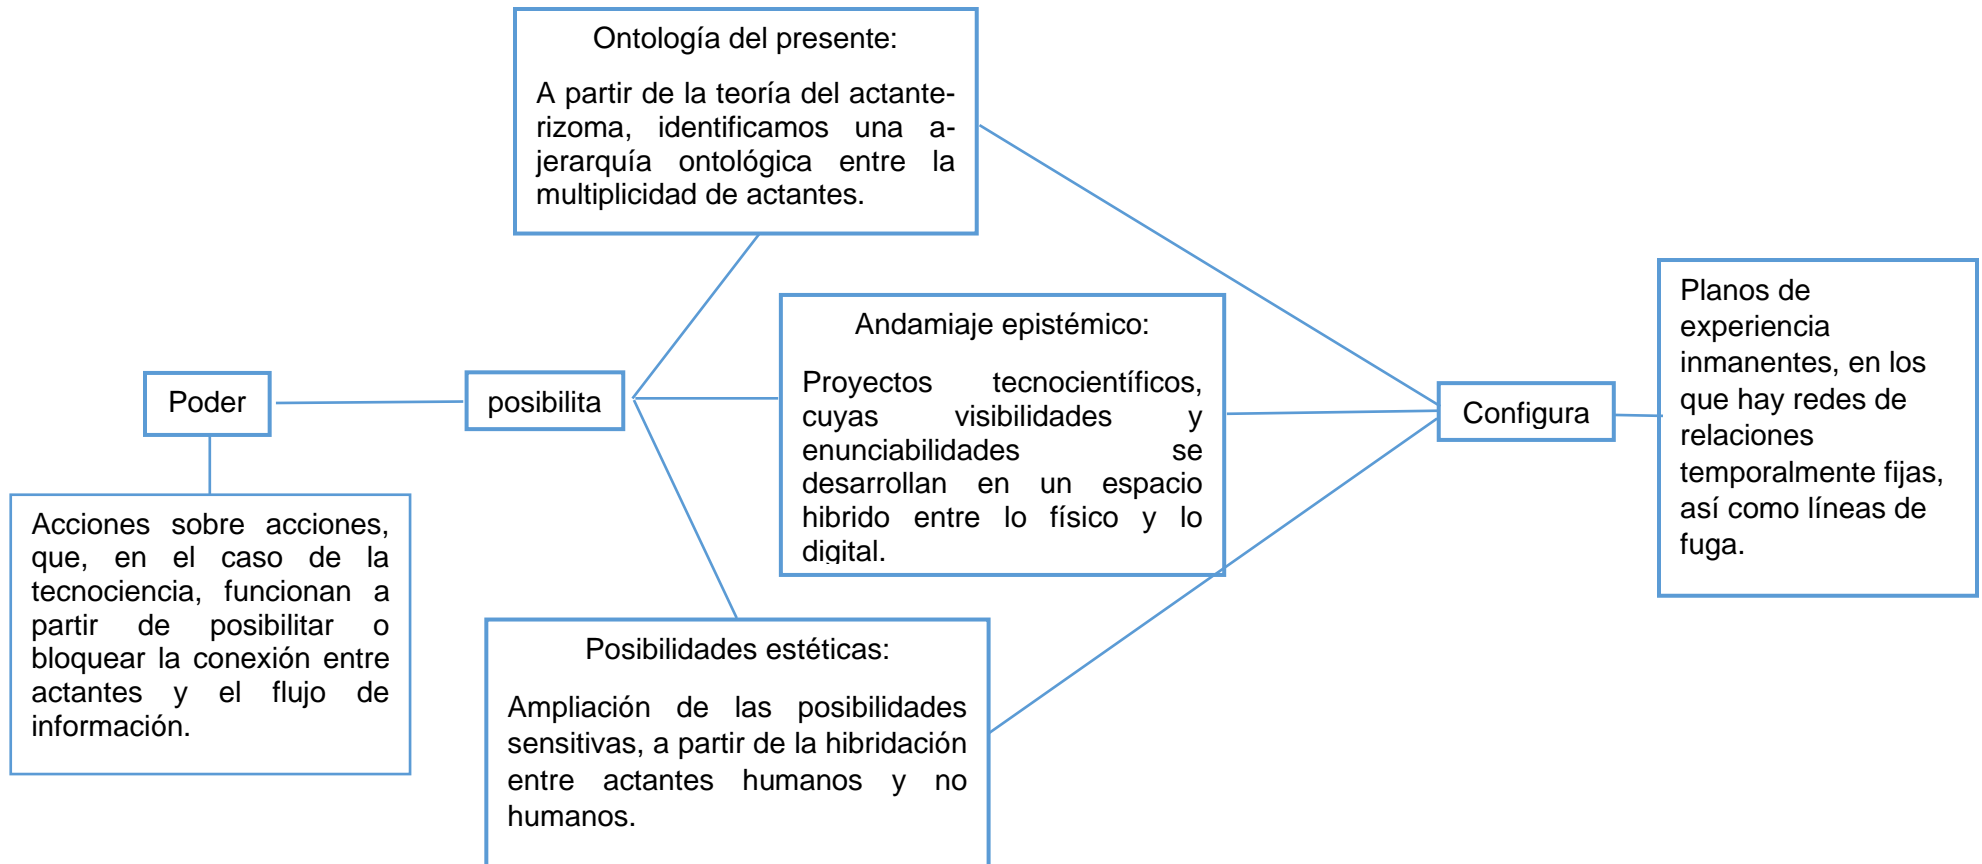 Ontología del presente:
A partir de la teoría del actante-
rizoma, identificamos una a-
jerarquía ontológica entre la
multiplicidad de actantes.
Andamiaje epistémico:
Proyectos tecnocientíficos,
cuyas visibilidades y
enunciabilidades se
desarrollan en un espacio
hibrido entre lo físico y lo
digital.
Planos de
experiencia
inmanentes, en los
que hay redes de
relaciones
temporalmente fijas,
así como líneas de
fuga.
Poder
posibilita
Configura
Acciones sobre acciones,
que, en el caso de la
tecnociencia, funcionan a
partir de posibilitar o
bloquear la conexión entre
actantes y el flujo de
información.
Posibilidades estéticas:
Ampliación de las posibilidades
sensitivas, a partir de la hibridación
entre actantes humanos y no
humanos.